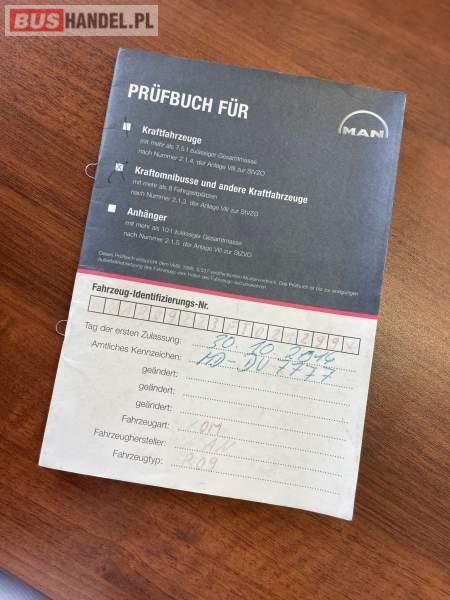 BUSHANDEL.PL
PRÜFBUCH FÜR
MAN
Kraftfahrzeuge
mit mehr als 7,5 t zulässiger Gesamtmasse
nach Nummer 2.1.4. der Anlage VIII zur StVZO
Kraftomnibusse und andere Kraftfahrzeuge
mit mehr als 8 Fahrgastplätzen
nach Nummer 2.1.3. der Anlage VIII zur StVZO
Anhänger
mit mehr als 10 t zulässiger Gesamtmasse
nach Nummer 2.1.5. der Anlage VIII zur StVZO
Fahrzeug-Identifizierungs-Nr.
Tag der ersten Zulassung: 30.10.2014
Amtliches Kennzeichen: MD-DU 7777
geändert:
geändert:
geändert:
Fahrzeugart:
Fahrzeughersteller:
Fahrzeugtyp: R09